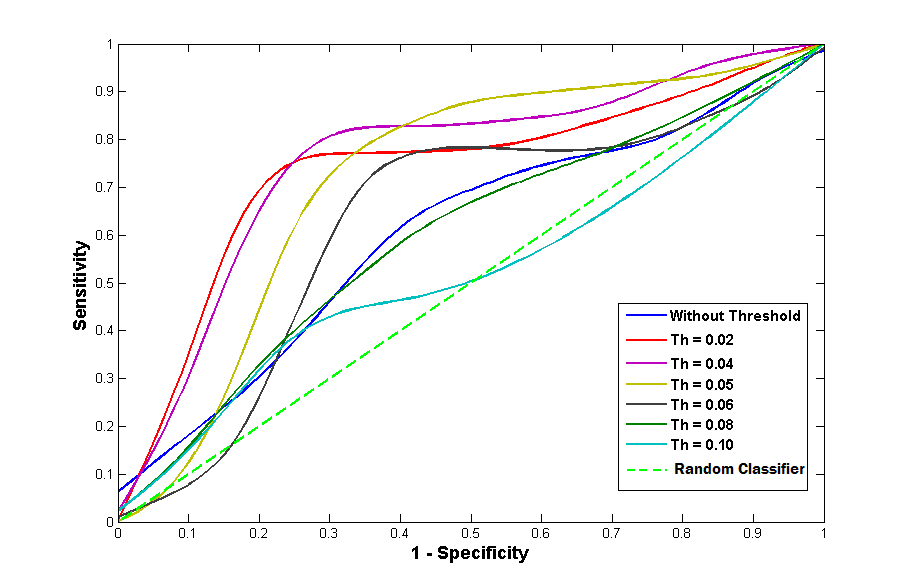 1
0.9
0.8
0.7
0.6
0.5
0.4
0.3
0.2
0.1
0
Sensitivity
0 0.1 0.2 0.3 0.4 0.5 0.6 0.7 0.8 0.9 1
1 - Specificity
Without Threshold
Th = 0.02
Th = 0.04
Th = 0.05
Th = 0.06
Th = 0.08
Th = 0.10
Random Classifier